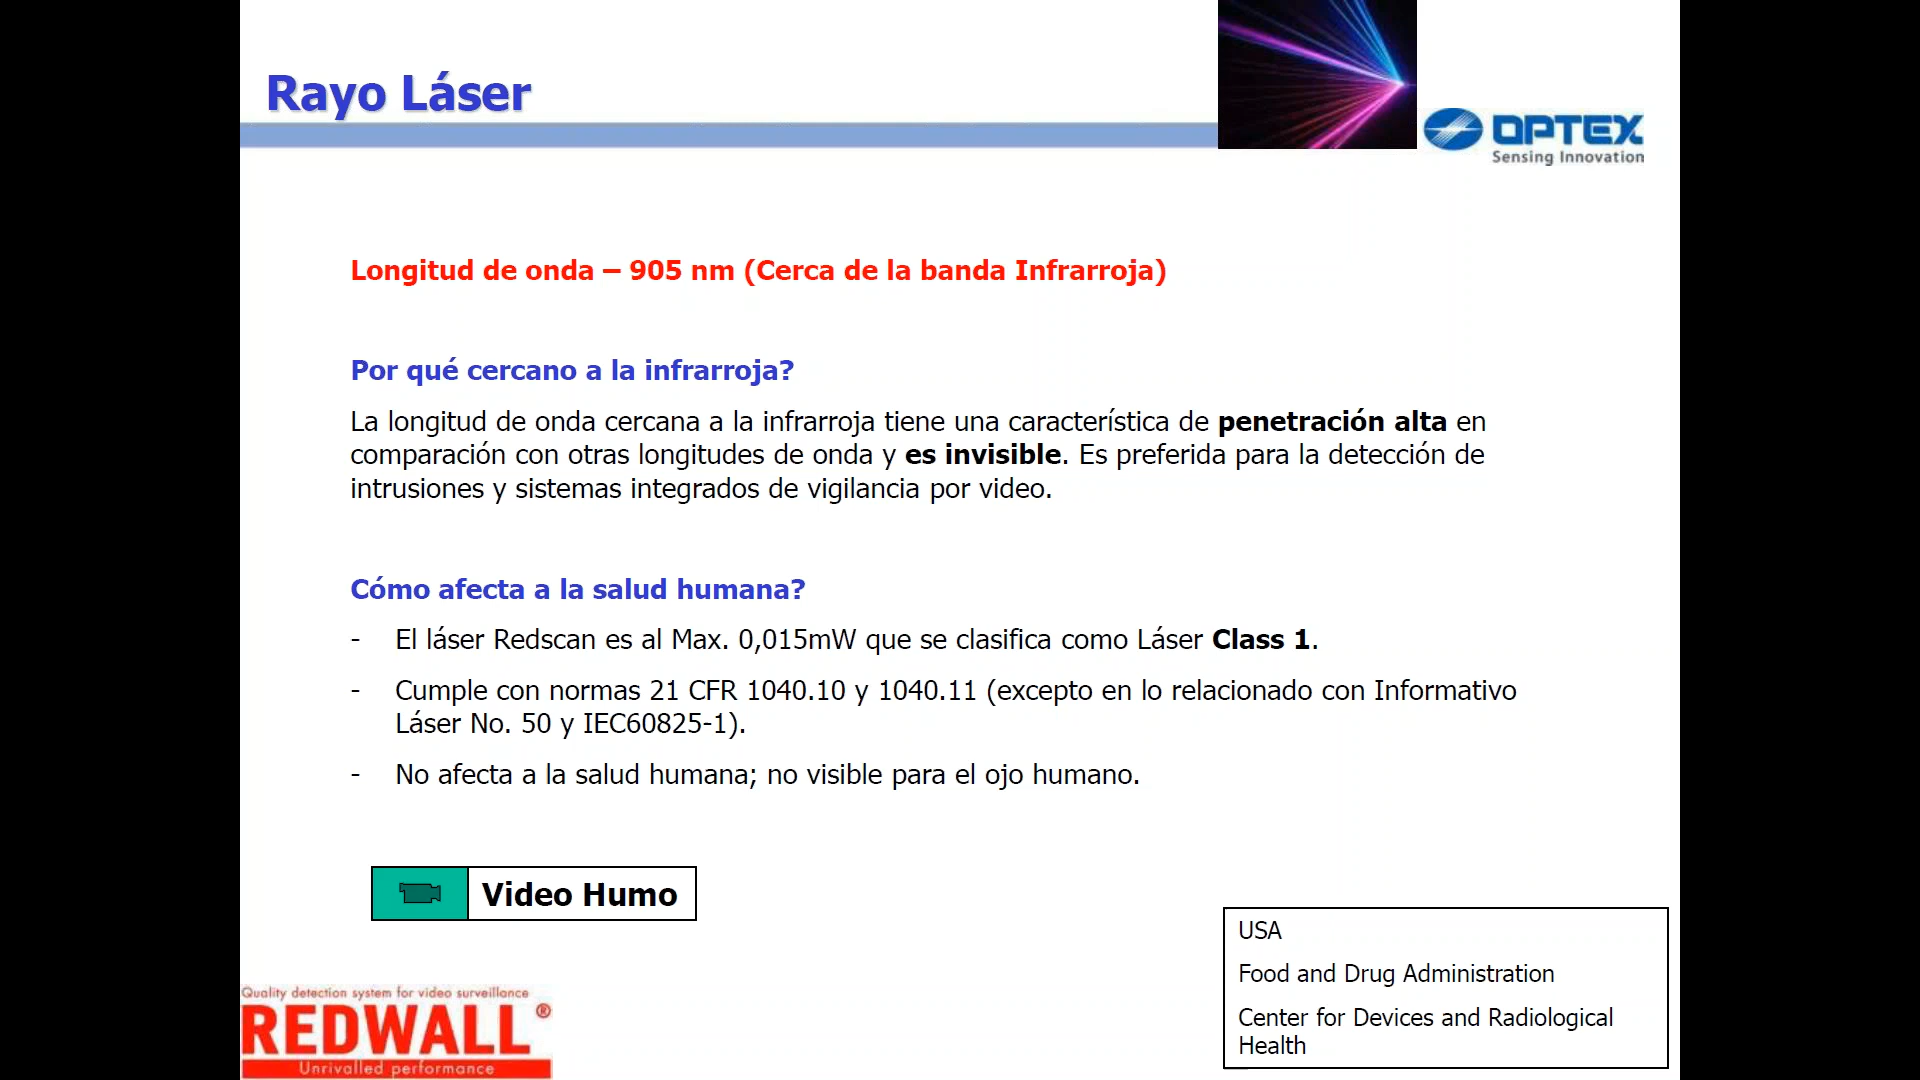 Rayo Láser
OPTEX
Sensing Innovation
Longitud de onda – 905 nm (Cerca de la banda Infrarroja)
Por qué cercano a la infrarroja?
La longitud de onda cercana a la infrarroja tiene una característica de penetración alta en
comparación con otras longitudes de onda y es invisible. Es preferida para la detección de
intrusiones y sistemas integrados de vigilancia por video.
Cómo afecta a la salud humana?
- El láser Redscan es al Max. 0,015mW que se clasifica como Láser Class 1.
- Cumple con normas 21 CFR 1040.10 y 1040.11 (excepto en lo relacionado con Informativo
Láser No. 50 y IEC60825-1).
- No afecta a la salud humana; no visible para el ojo humano.
Video Humo
USA
Food and Drug Administration
Center for Devices and Radiological
Health
Quality detection system for video surveillance
REDWALL®
Unrivalled performance